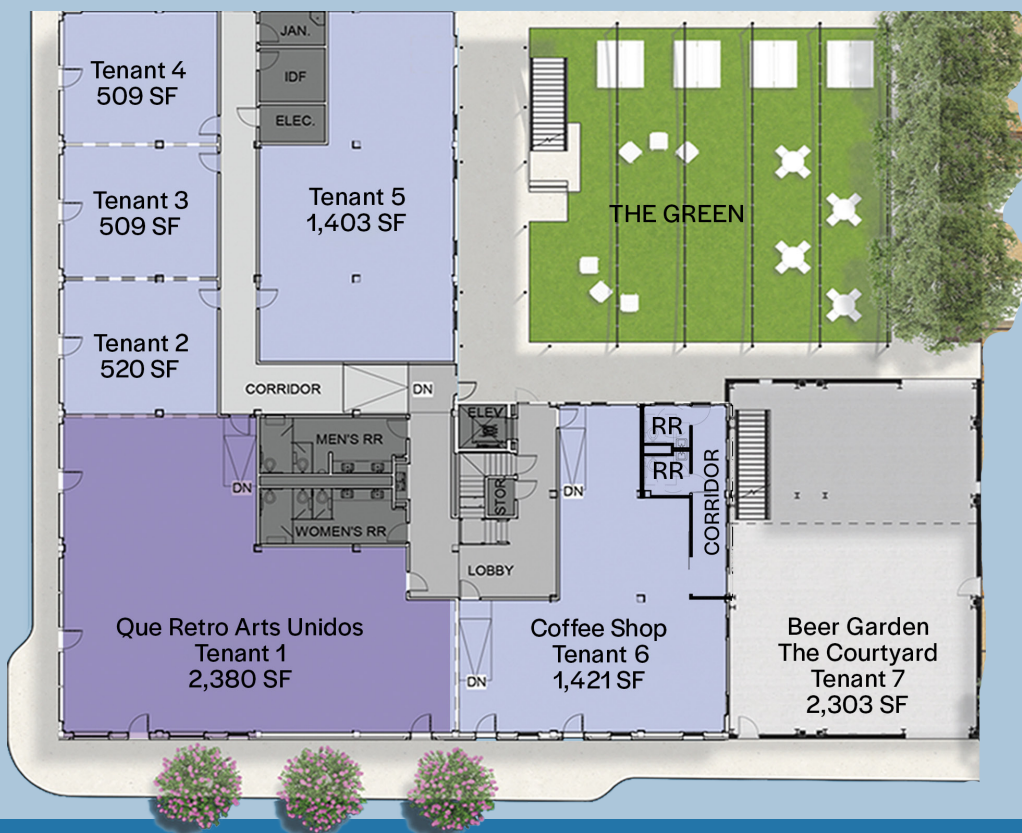 JAN.
IDF
ELEC.
Tenant 4
509 SF
Tenant 3
509 SF
Tenant 5
1,403 SF
THE GREEN
Tenant 2
520 SF
CORRIDOR
DN
ELEV
MEN'S RR
RR
RR
DN
DN
STOR
CORRIDOR
WOMEN'S RR
LOBBY
Que Retro Arts Unidos
Tenant 1
2,380 SF
Coffee Shop
Tenant 6
1,421 SF
DN
Beer Garden
The Courtyard
Tenant 7
2,303 SF